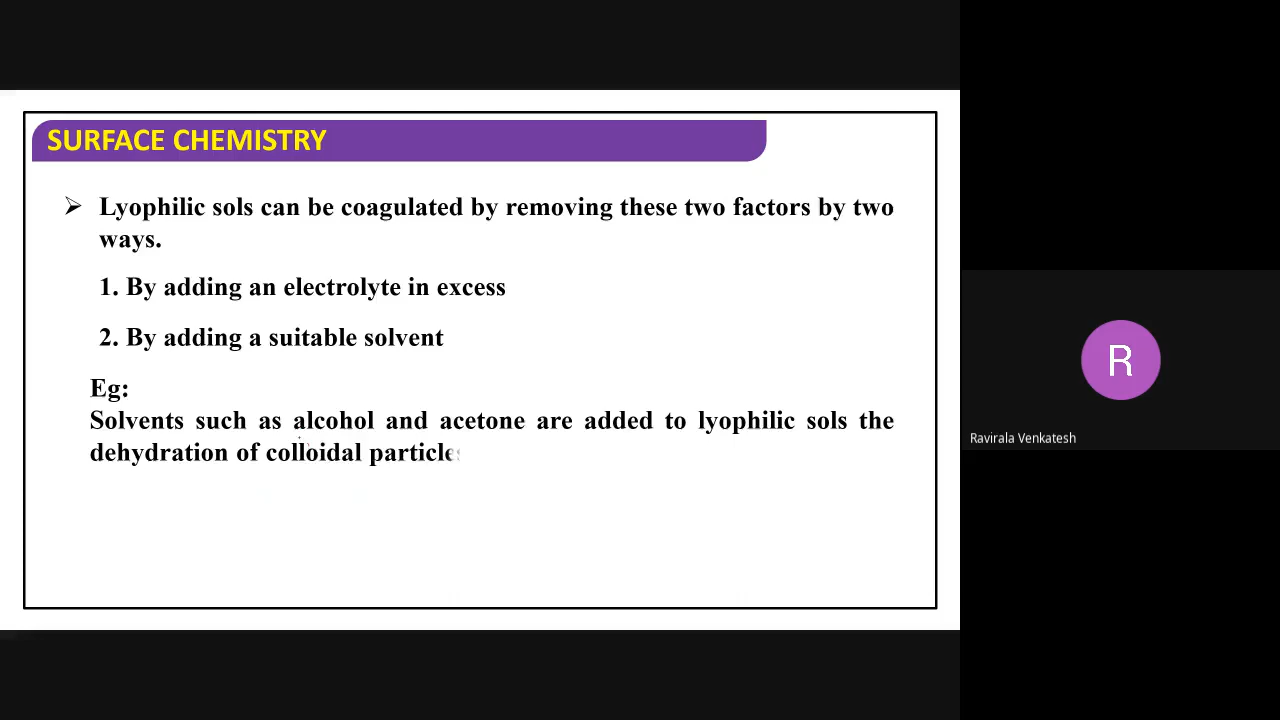 SURFACE CHEMISTRY
➢ Lyophilic sols can be coagulated by removing these two factors by two
ways.
1. By adding an electrolyte in excess
2. By adding a suitable solvent
Eg:
Solvents such as alcohol and acetone are added to lyophilic sols the
dehydration of colloidal particles
R
Ravirala Venkatesh